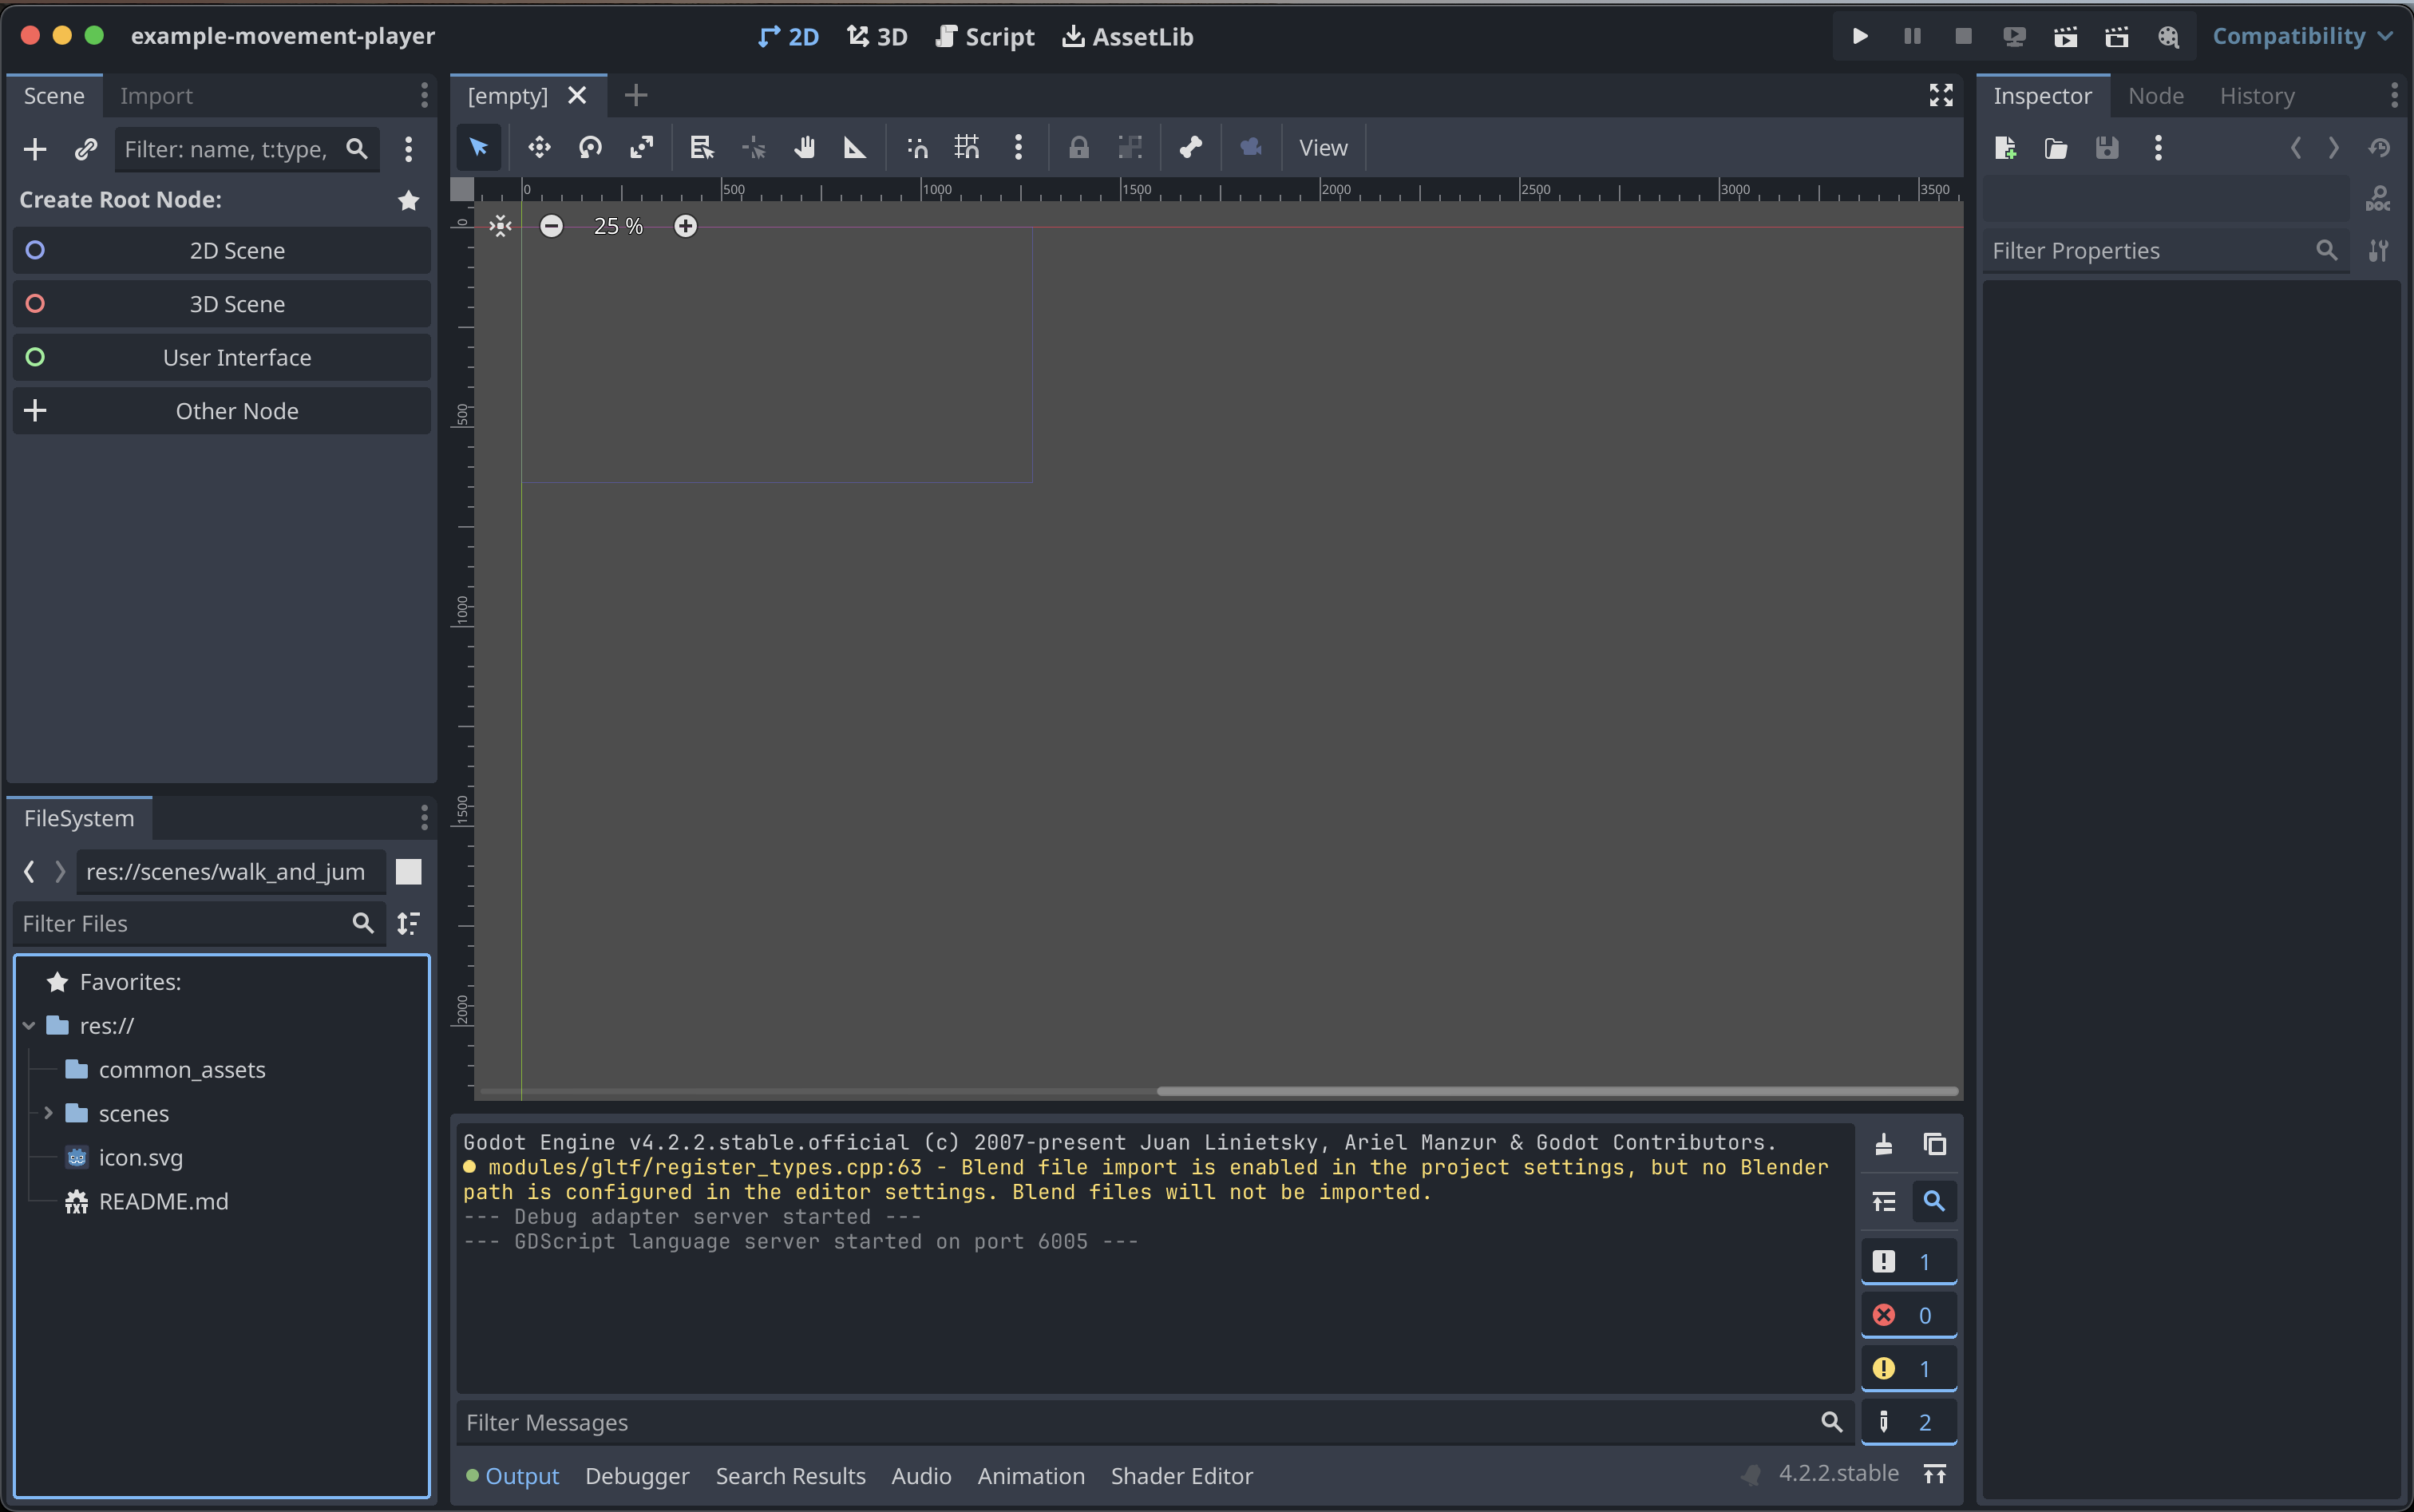 example-movement-player
2D 3D Script AssetLib
Compatibility
Scene Import
Filter: name, t:type,
Create Root Node:
2D Scene
3D Scene
User Interface
Other Node
FileSystem
res://scenes/walk_and_jum
Filter Files
Favorites:
res://
common_assets
scenes
icon.svg
README.md
[empty]
View
0 500 1000 1500 2000 2500 3000 3500
25 %
0
500
1000
1500
2000
Godot Engine v4.2.2.stable.official (c) 2007-present Juan Linietsky, Ariel Manzur & Godot Contributors.
modules/gltf/register_types.cpp:63 - Blend file import is enabled in the project settings, but no Blender
path is configured in the editor settings. Blend files will not be imported.
--- Debug adapter server started ---
--- GDScript language server started on port 6005 ---
1
0
1
2
Filter Messages
Output Debugger Search Results Audio Animation Shader Editor
4.2.2.stable
Inspector Node History
DOC
Filter Properties